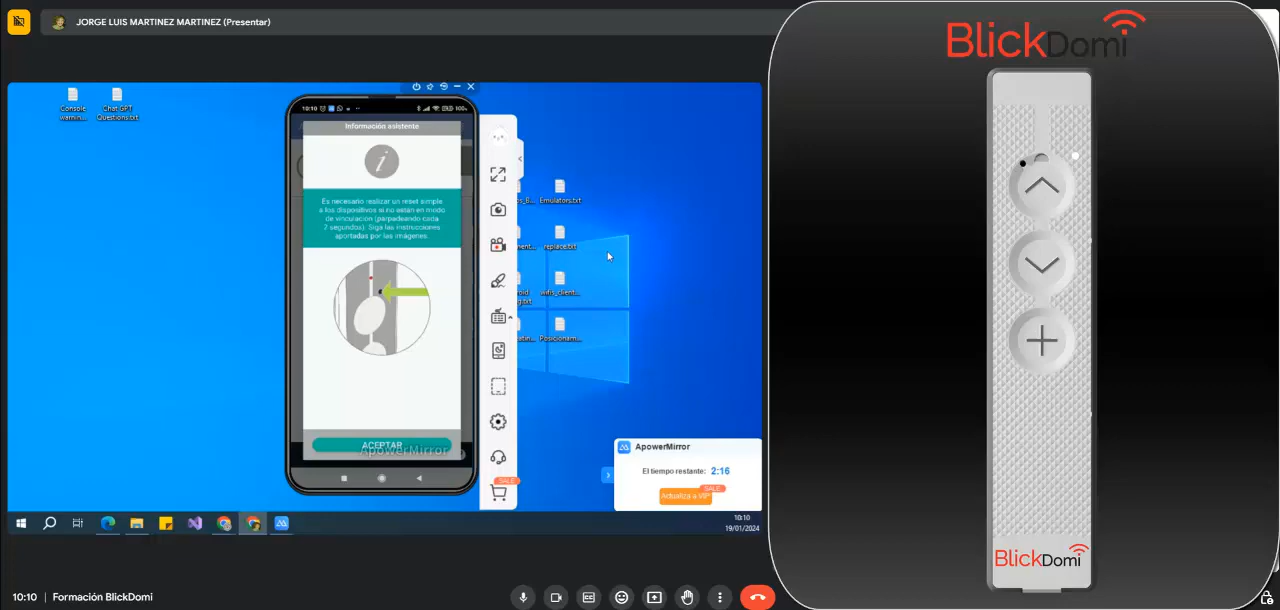 JORGE LUIS MARTINEZ MARTINEZ (Presentar)
BlickDomi
Console warnin...
Chat GPT Questions.txt
10:10
100%
Información asistente
Es necesario realizar un reset simple
a los dispositivos si no están en modo
de vinculación (parpadeando cada
2 segundos). Siga las instrucciones
aportadas por las imágenes.
ACEPTAR
ApowerMirror
SALE
Emulators.txt
replace.txt
wifis_client...
Posicionam...
ApowerMirror
El tiempo restante: 2:16
SALE
Actualiza a VIP
10:10
19/01/2024
BlickDomi
10:10 | Formación BlickDomi